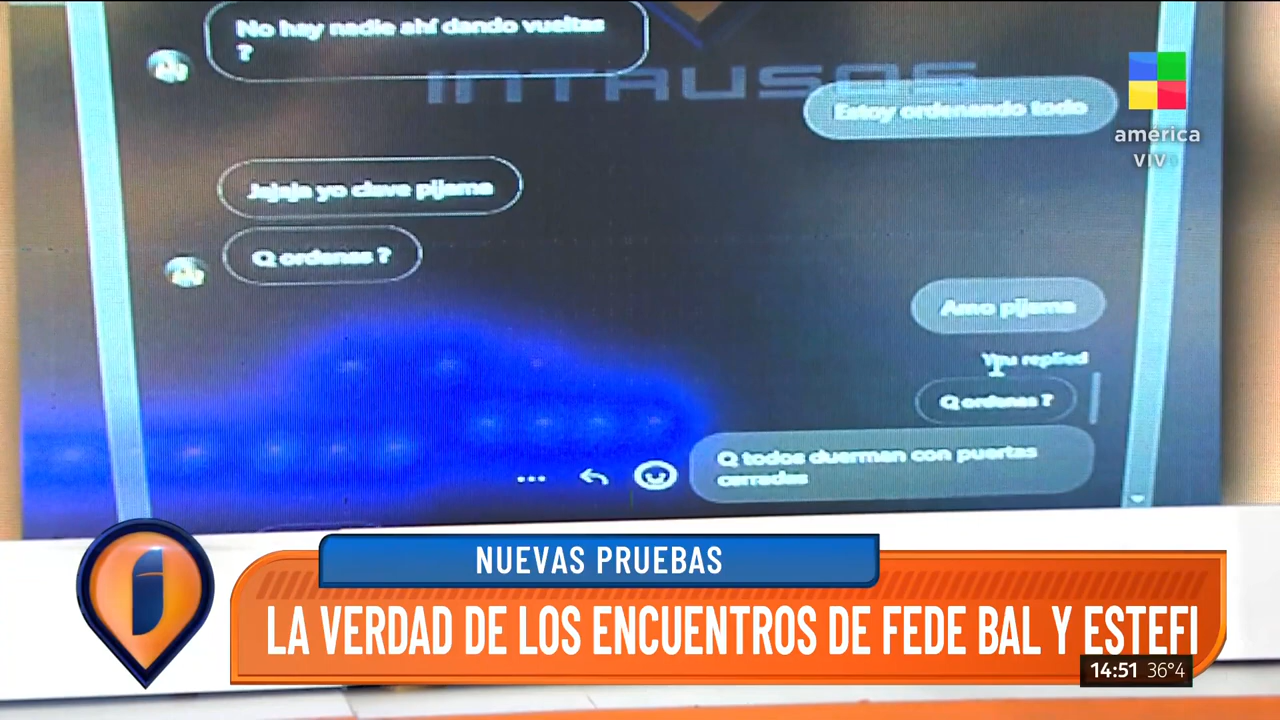 No hay nadie ahí dando vueltas
?
INTRUSOS
Estoy ordenando todo
Jajaja yo clave pijama
Q ordenas ?
Amo pijama
You replied
Q ordenas ?
Q todos duerman con puertas
cerradas
américa
VIVO
NUEVAS PRUEBAS
LA VERDAD DE LOS ENCUENTROS DE FEDE BAL Y ESTEFI
14:51 36°4